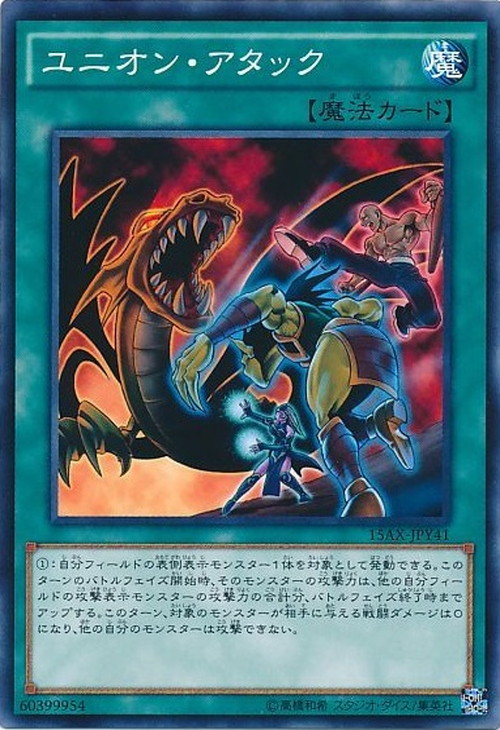 ユニオン・アタック
魔
【魔法カード】
15AX-JPY41
①：自分フィールドの表側表示モンスター１体を対象として発動できる。この
ターンのバトルフェイズ開始時、そのモンスターの攻撃力は、他の自分フィー
ルドの攻撃表示モンスターの攻撃力の合計分、バトルフェイズ終了時まで
アップする。このターン、対象のモンスターが相手に与える戦闘ダメージは０
になり、他の自分のモンスターは攻撃できない。
60399954
©高橋和希 スタジオ・ダイス/集英社